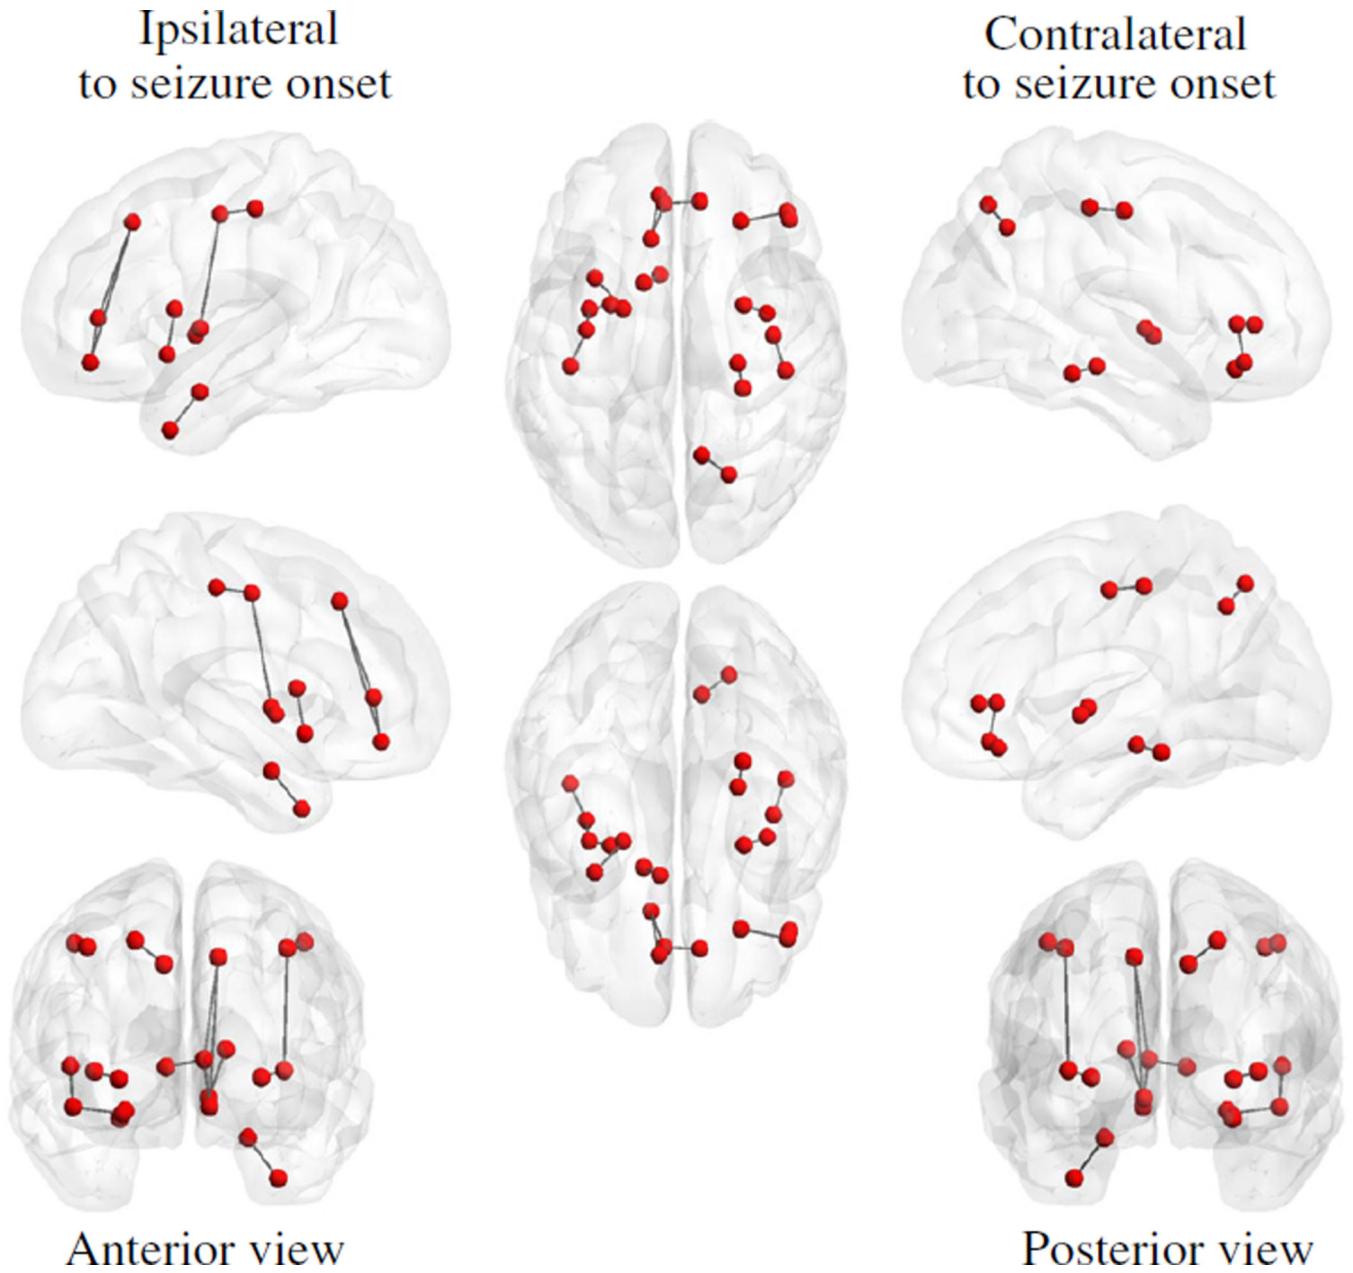 Ipsilateral
to seizure onset
Contralateral
to seizure onset
Anterior view
Posterior view